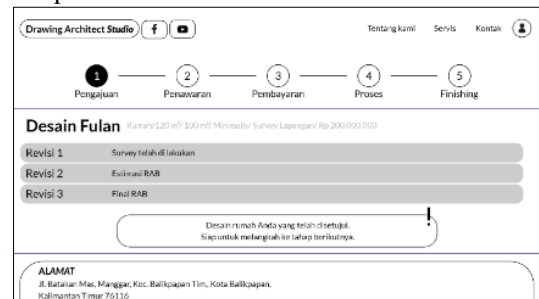 Drawing Architect Studio f
Tentang kami Servis Kontak
1 2 3 4 5
Pengajuan Penawaran Pembayaran Proses Finishing
Desain Fulan Rumah/120 m²/ 100 m²/ Minimalis/ Survey Lapangan/ Rp 200.000.000
Revisi 1 Survey telah di lakukan
Revisi 2 Estimasi RAB
Revisi 3 Final RAB
Desain rumah Anda yang telah disetujui.
Siap untuk melangkah ke tahap berikutnya.
!
ALAMAT
Jl. Batakan Mas, Manggar, Kec. Balikpapan Tim., Kota Balikpapan,
Kalimantan Timur 76116